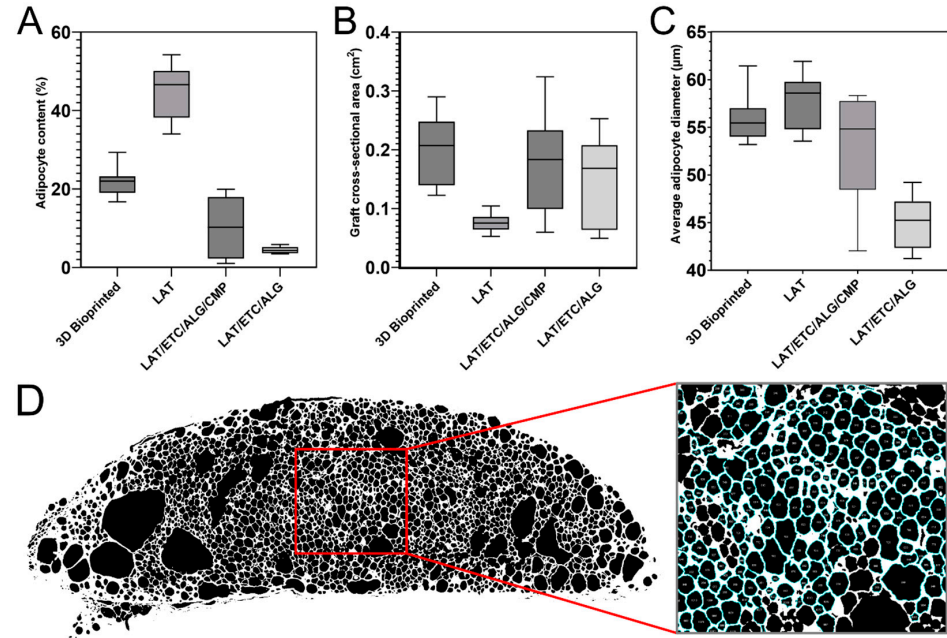 A
Adipocyte content (%)
60
40
20
0
3D Bioprinted
LAT
LAT/ETC/ALG/CMP
LAT/ETC/ALG
B
Graft cross-sectional area (cm²)
0.4
0.3
0.2
0.1
0.0
3D Bioprinted
LAT
LAT/ETC/ALG/CMP
LAT/ETC/ALG
C
Average adipocyte diameter (µm)
65
60
55
50
45
40
3D Bioprinted
LAT
LAT/ETC/ALG/CMP
LAT/ETC/ALG
D